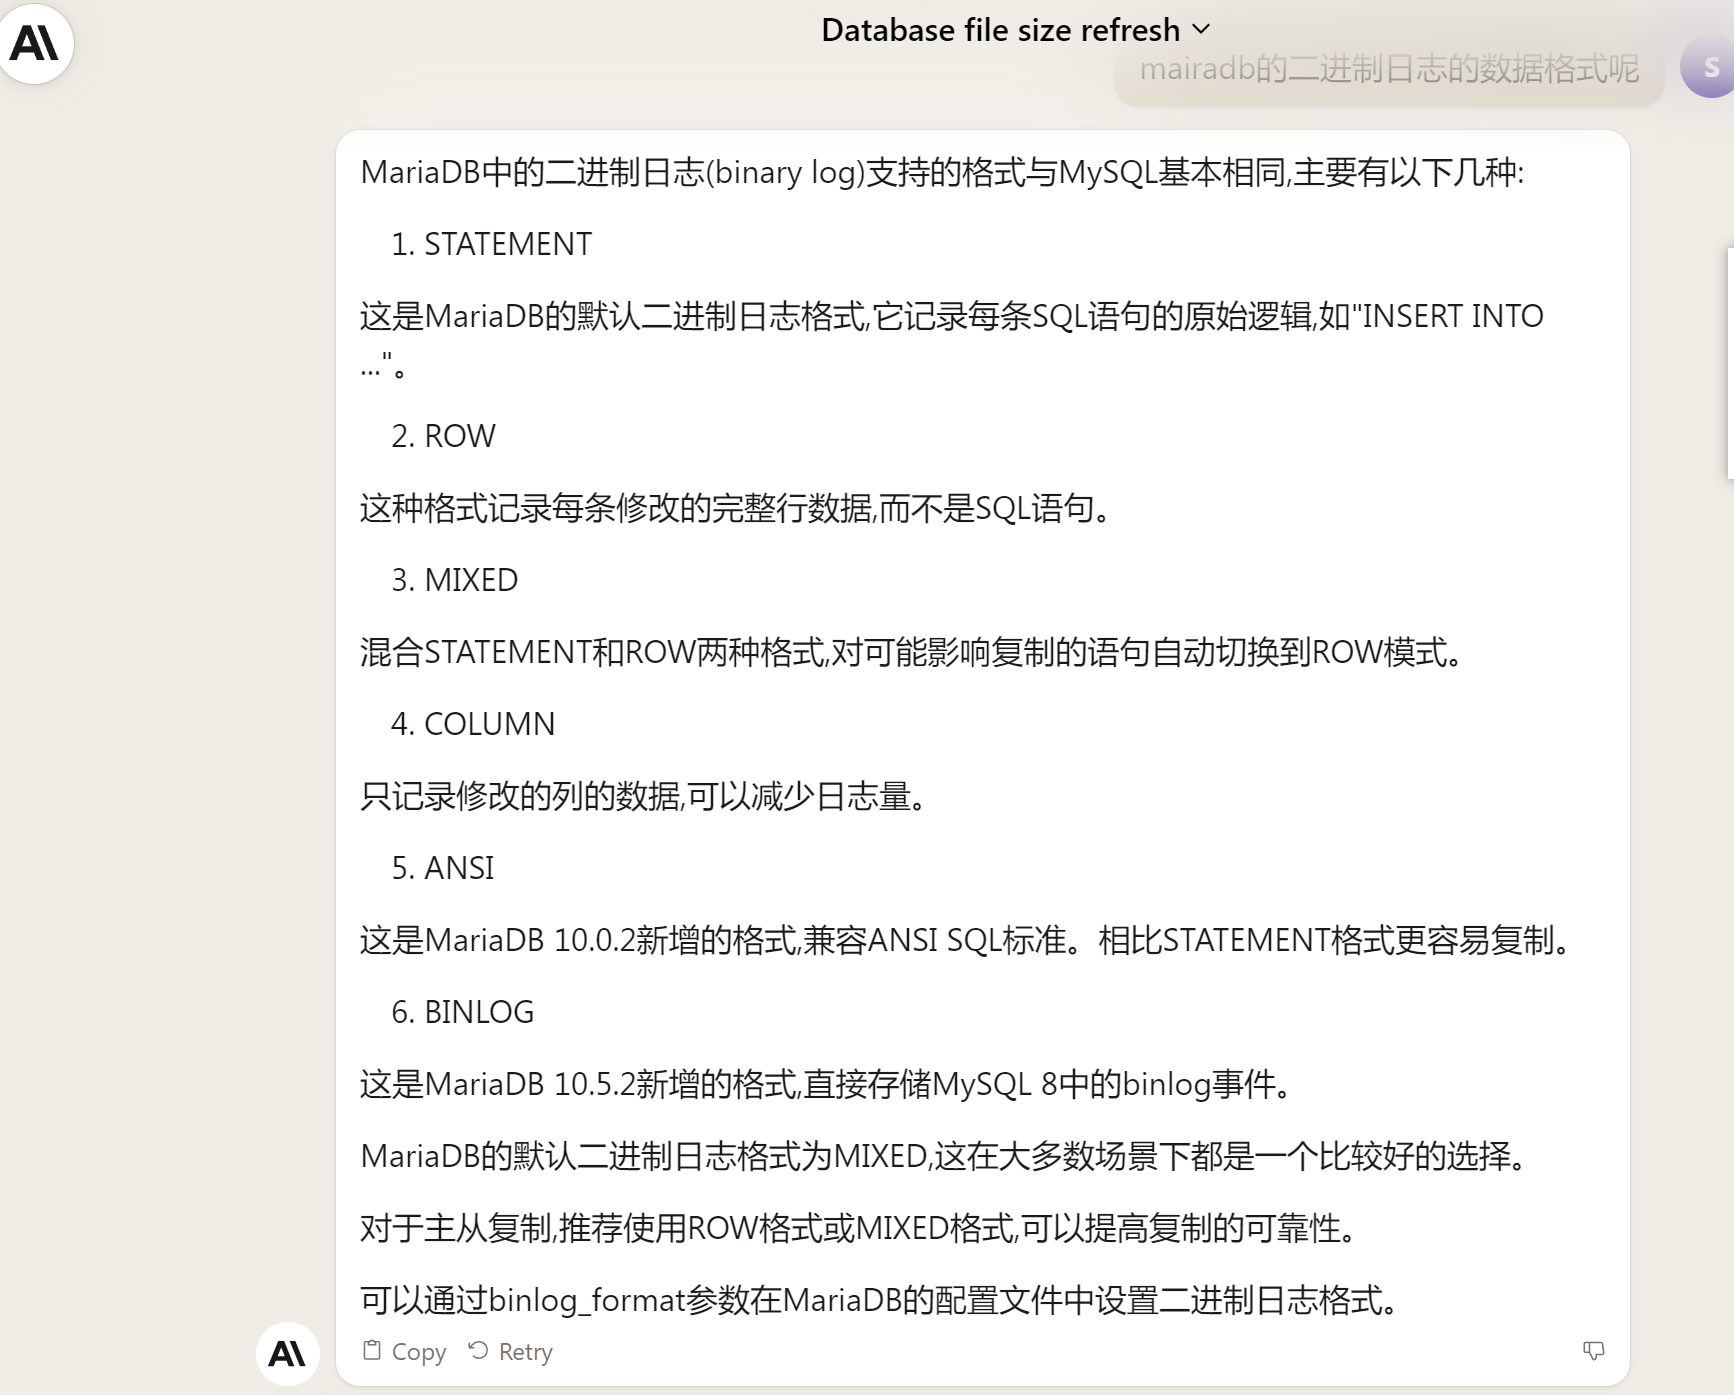 Database file size refresh
mairadb的二进制日志的数据格式呢
S
MariaDB中的二进制日志(binary log)支持的格式与MySQL基本相同,主要有以下几种:
1. STATEMENT
这是MariaDB的默认二进制日志格式,它记录每条SQL语句的原始逻辑,如"INSERT INTO
..."。
2. ROW
这种格式记录每条修改的完整行数据,而不是SQL语句。
3. MIXED
混合STATEMENT和ROW两种格式,对可能影响复制的语句自动切换到ROW模式。
4. COLUMN
只记录修改的列的数据,可以减少日志量。
5. ANSI
这是MariaDB 10.0.2新增的格式,兼容ANSI SQL标准。相比STATEMENT格式更容易复制。
6. BINLOG
这是MariaDB 10.5.2新增的格式,直接存储MySQL 8中的binlog事件。
MariaDB的默认二进制日志格式为MIXED,这在大多数场景下都是一个比较好的选择。
对于主从复制,推荐使用ROW格式或MIXED格式,可以提高复制的可靠性。
可以通过binlog_format参数在MariaDB的配置文件中设置二进制日志格式。
Copy Retry